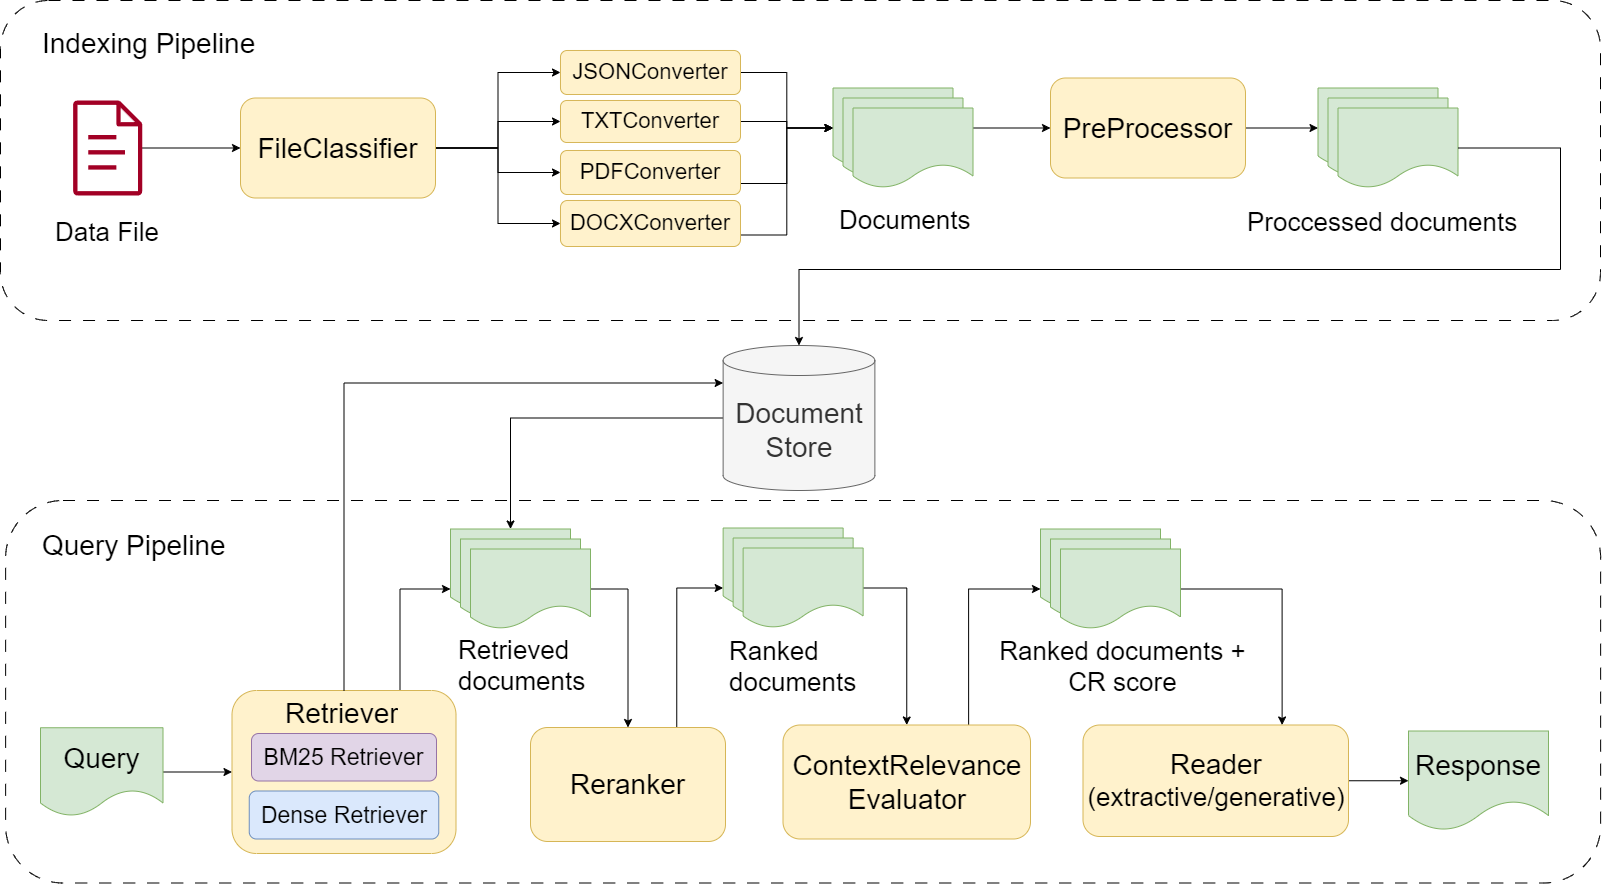 Indexing Pipeline
Data File
FileClassifier
JSONConverter
TXTConverter
PDFConverter
DOCXConverter
Documents
PreProcessor
Proccessed documents
Document
Store
Query Pipeline
Query
Retriever
BM25 Retriever
Dense Retriever
Retrieved
documents
Reranker
Ranked
documents
ContextRelevance
Evaluator
Ranked documents +
CR score
Reader
(extractive/generative)
Response